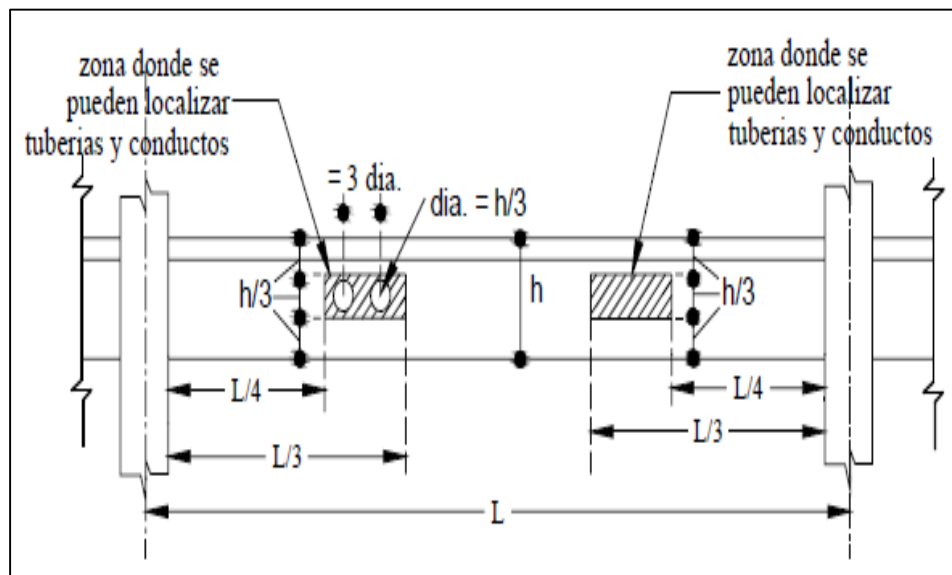 zona donde se
pueden localizar
tuberias y conductos
zona donde se
pueden localizar
tuberias y conductos
= 3 dia.
dia. = h/3
h/3
h
h/3
L/4
L/4
L/3
L/3
L